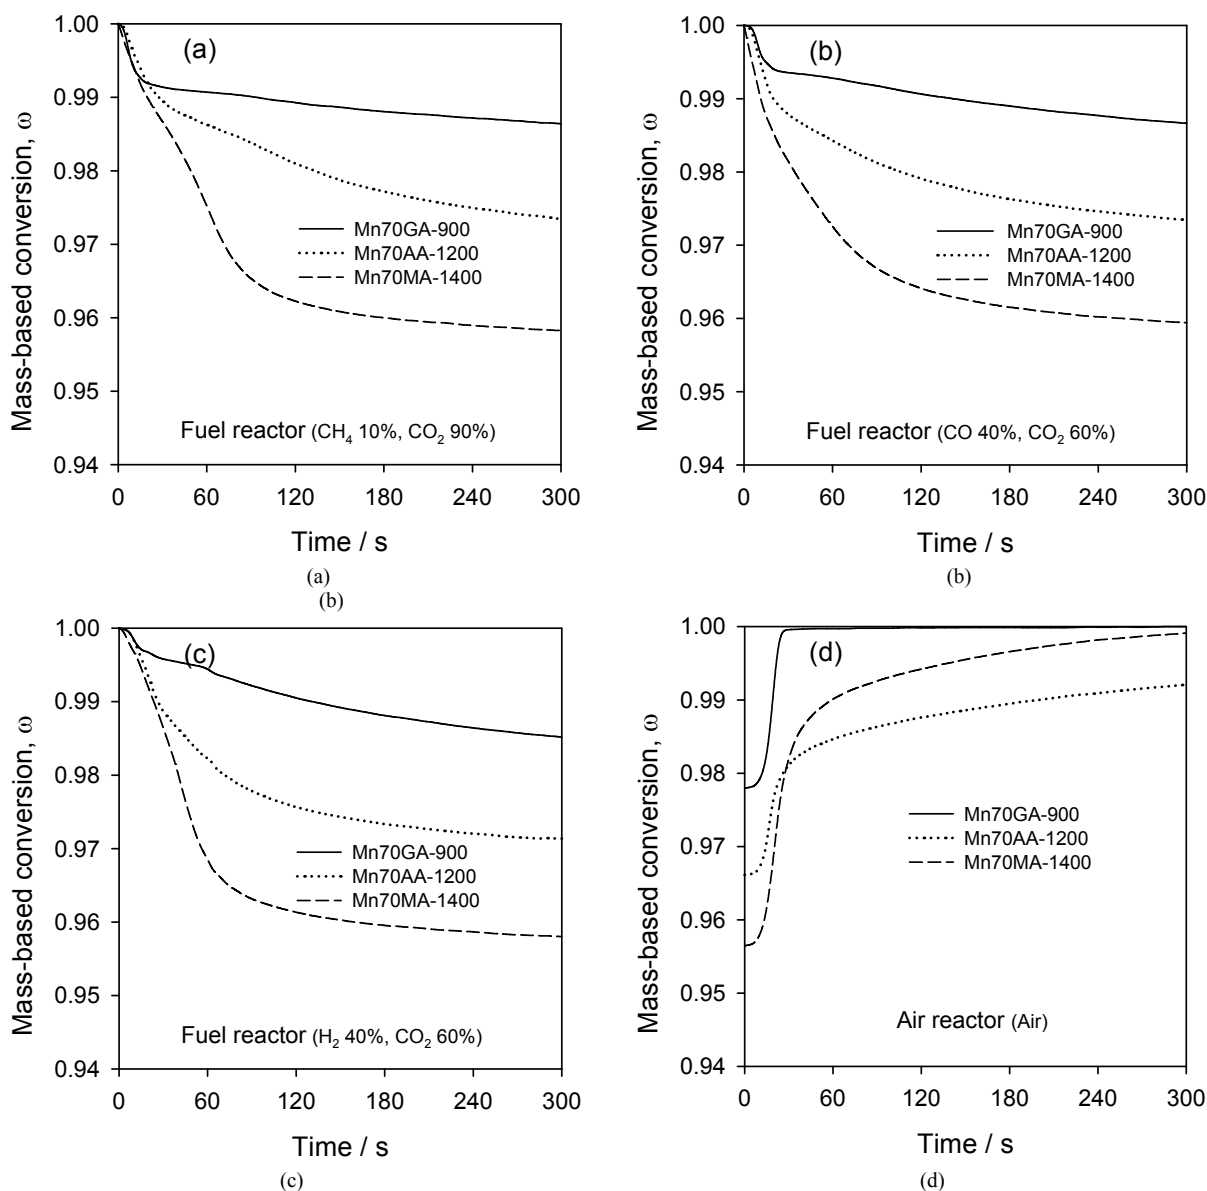 (a)
Mass-based conversion, ω
1.00
0.99
0.98
0.97
0.96
0.95
0.94
Mn70GA-900
Mn70AA-1200
Mn70MA-1400
Fuel reactor (CH4 10%, CO2 90%)
0 60 120 180 240 300
Time / s
(a)
(b)
(b)
Mass-based conversion, ω
1.00
0.99
0.98
0.97
0.96
0.95
0.94
Mn70GA-900
Mn70AA-1200
Mn70MA-1400
Fuel reactor (CO 40%, CO2 60%)
0 60 120 180 240 300
Time / s
(b)
(c)
Mass-based conversion, ω
1.00
0.99
0.98
0.97
0.96
0.95
0.94
Mn70GA-900
Mn70AA-1200
Mn70MA-1400
Fuel reactor (H2 40%, CO2 60%)
0 60 120 180 240 300
Time / s
(c)
(d)
Mass-based conversion, ω
1.00
0.99
0.98
0.97
0.96
0.95
0.94
Mn70GA-900
Mn70AA-1200
Mn70MA-1400
Air reactor (Air)
0 60 120 180 240 300
Time / s
(d)